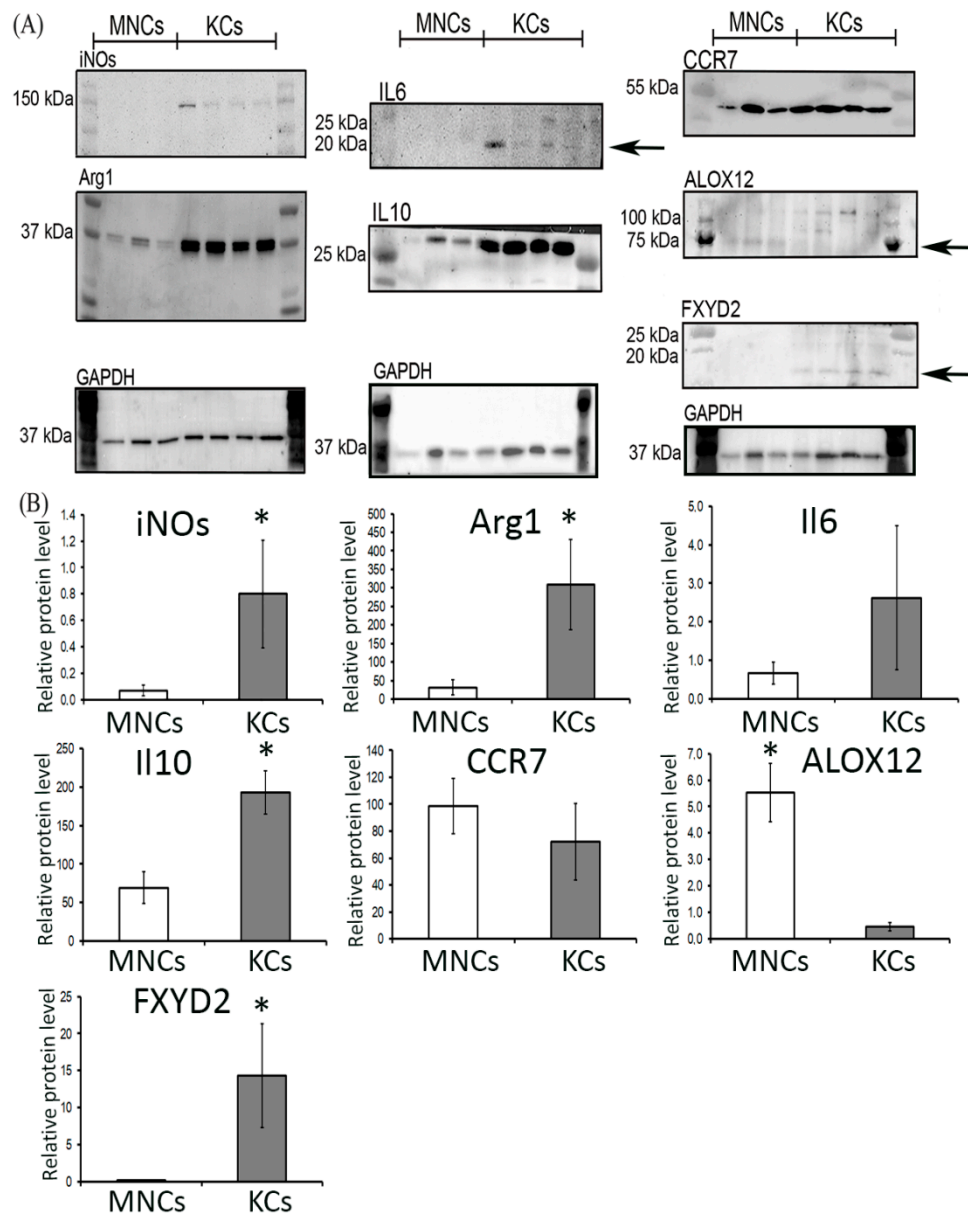 (A)
MNCs KCs
iNOs
150 kDa
Arg1
37 kDa
GAPDH
37 kDa
MNCs KCs
IL6
25 kDa
20 kDa
IL10
25 kDa
GAPDH
37 kDa
MNCs KCs
CCR7
55 kDa
ALOX12
100 kDa
75 kDa
FXYD2
25 kDa
20 kDa
GAPDH
37 kDa
(B)
iNOs
*
Relative protein level
1.4
1.2
1.0
0.8
0.6
0.4
0.2
0.0
MNCs KCs
Arg1
*
Relative protein level
500
450
400
350
300
250
200
150
100
50
0
MNCs KCs
Il6
Relative protein level
5.0
4.0
3.0
2.0
1.0
0.0
MNCs KCs
Il10
*
Relative protein level
250
200
150
100
50
0
MNCs KCs
CCR7
Relative protein level
140
120
100
80
60
40
20
0
MNCs KCs
ALOX12
*
Relative protein level
7.0
6.0
5.0
4.0
3.0
2.0
1.0
0.0
MNCs KCs
FXYD2
*
Relative protein level
25
20
15
10
5
0
MNCs KCs